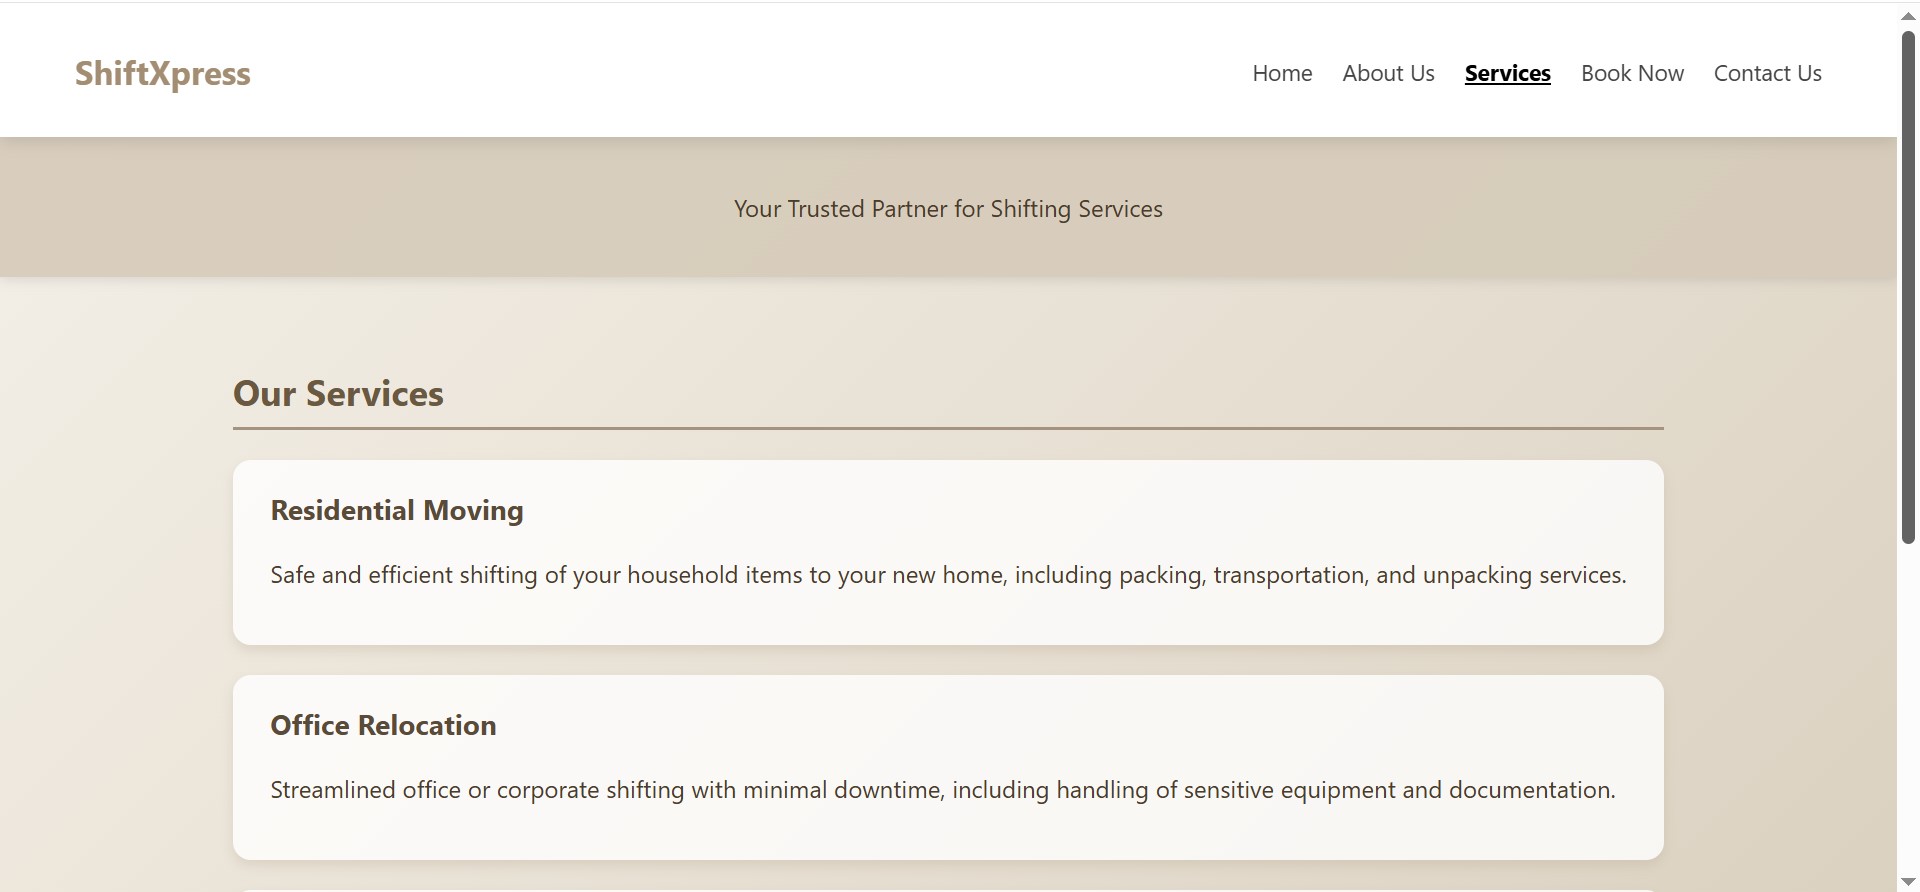 ShiftXpress
Home About Us Services Book Now Contact Us
Your Trusted Partner for Shifting Services
Our Services
Residential Moving
Safe and efficient shifting of your household items to your new home, including packing, transportation, and unpacking services.
Office Relocation
Streamlined office or corporate shifting with minimal downtime, including handling of sensitive equipment and documentation.